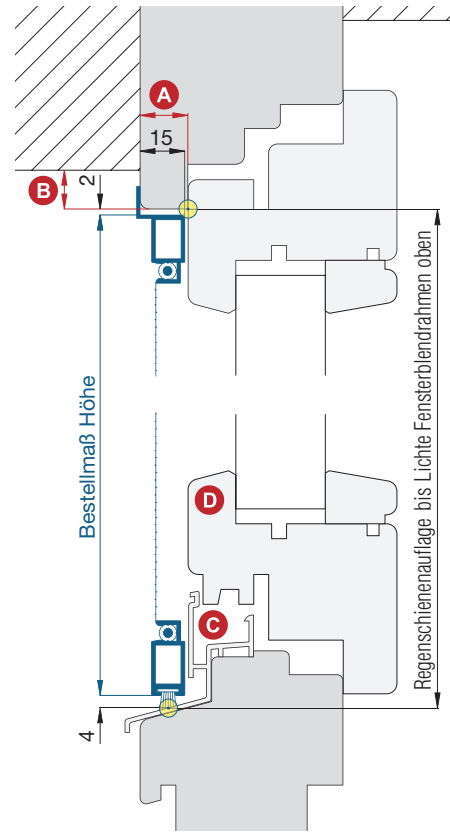 A
15
B
2
Bestellmaß Höhe
Regenschienenauflage bis Lichte Fensterblendrahmen oben
D
C
4